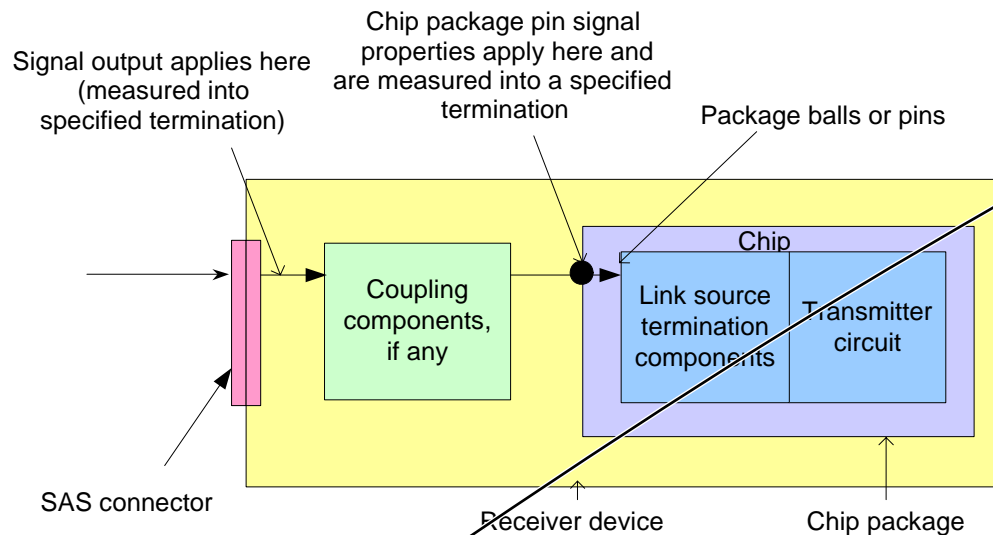 Signal output applies here
(measured into
specified termination)
Chip package pin signal
properties apply here and
are measured into a specified
termination
Package balls or pins
Chip
Coupling
components,
if any
Link source
termination
components
Transmitter
circuit
SAS connector
Receiver device
Chip package